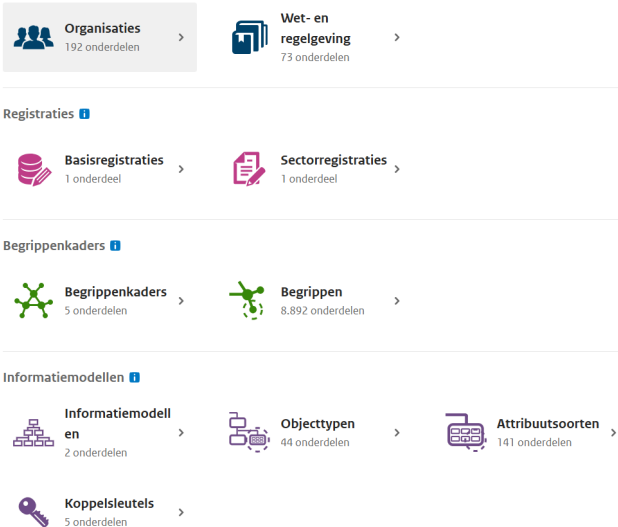 Organisaties
192 onderdelen
Wet- en
regelgeving
73 onderdelen
Registraties
Basisregistraties
1 onderdeel
Sectorregistraties
1 onderdeel
Begrippenkaders
Begrippenkaders
5 onderdelen
Begrippen
8.892 onderdelen
Informatiemodellen
Informatiemodell
en
2 onderdelen
Objecttypen
44 onderdelen
Attribuutsoorten
141 onderdelen
Koppelsleutels
5 onderdelen